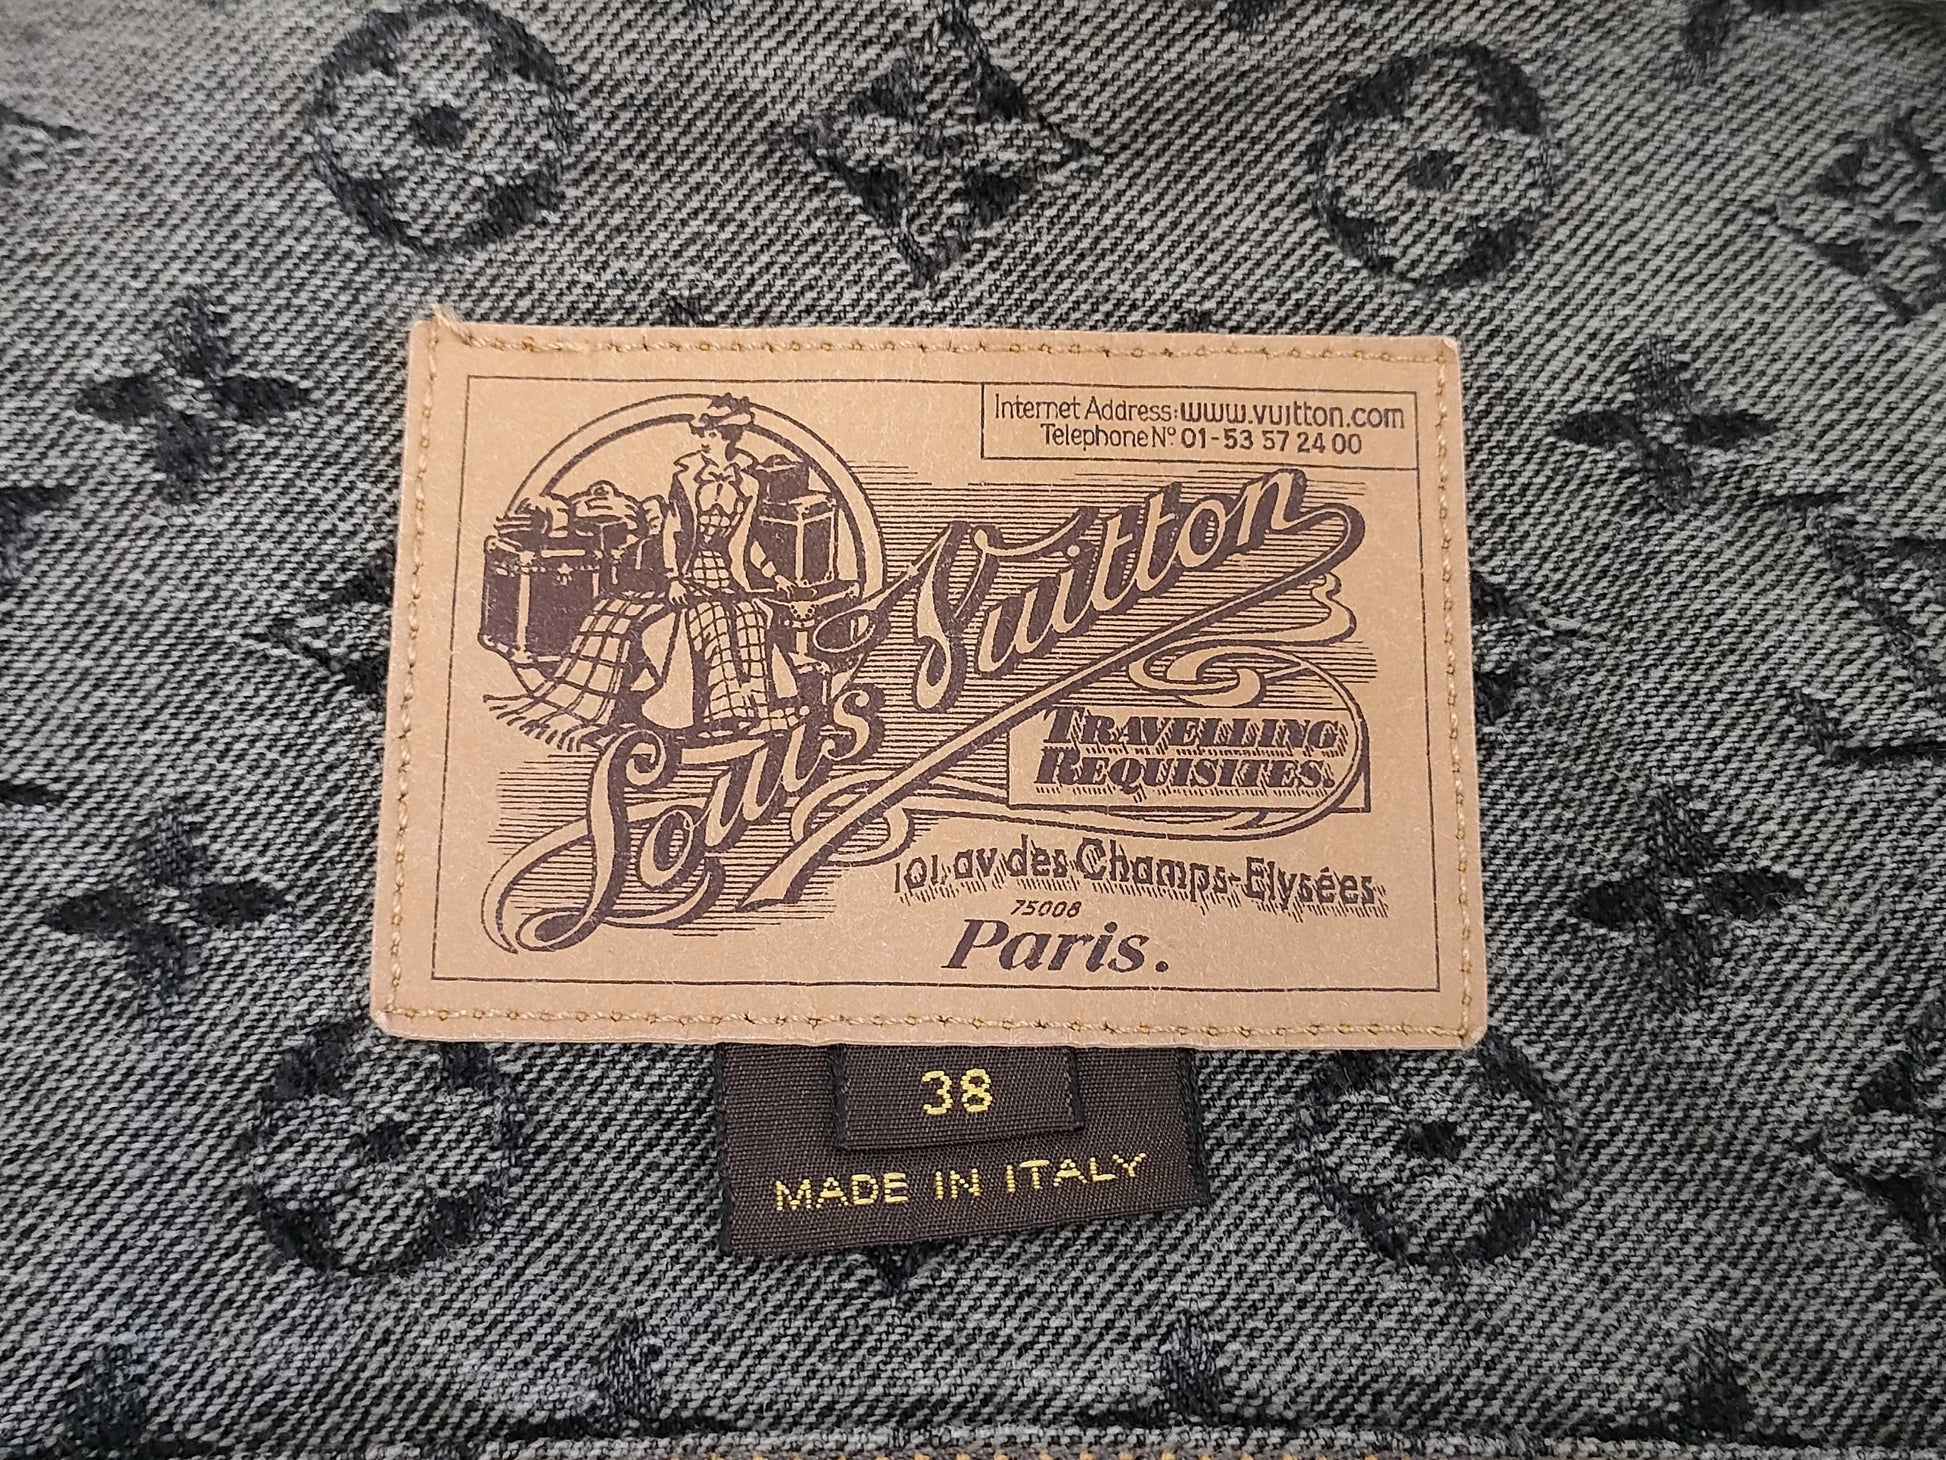 Internet Address: www.vuitton.com
Telephone Nº 01-53 57 24 00
Louis Vuitton
TRAVELLING
REQUISITES.
101, av des Champs-Elysées
75008
Paris.
38
MADE IN ITALY